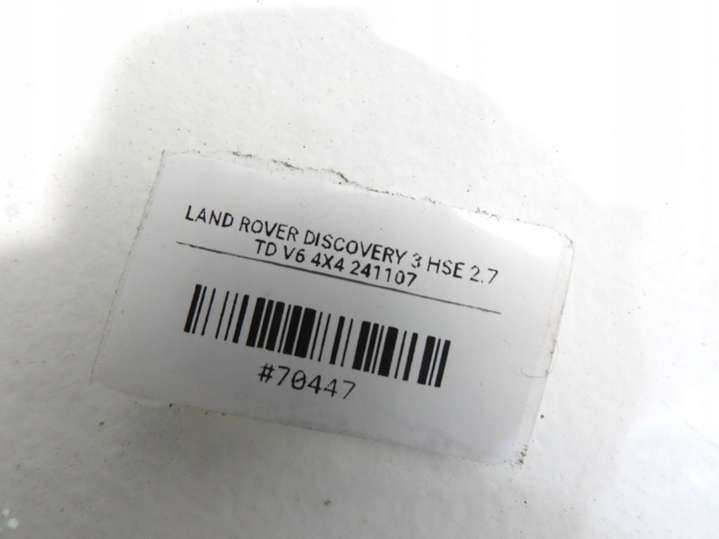 LAND ROVER DISCOVERY 3 HSE 2.7
TD V6 4X4 241107
#70447